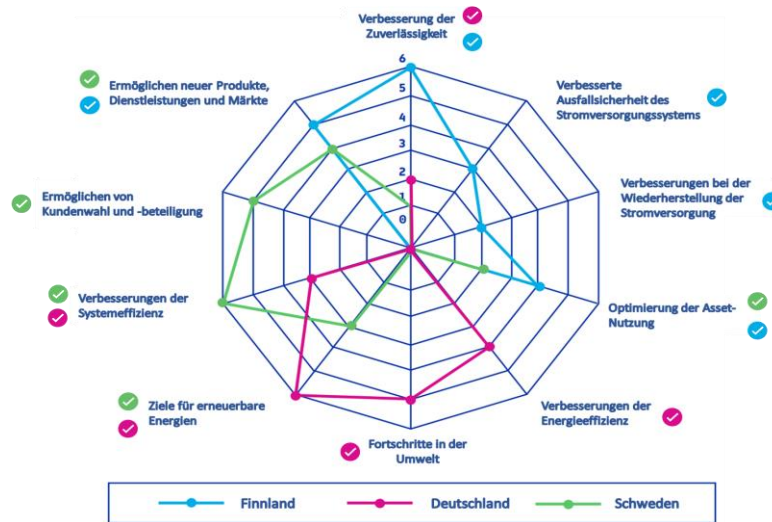 Verbesserung der
Zuverlässigkeit
6
5
4
3
2
1
0
Ermöglichen neuer Produkte,
Dienstleistungen und Märkte
Verbesserte
Ausfallsicherheit des
Stromversorgungssystems
Ermöglichen von
Kundenwahl und -beteiligung
Verbesserungen bei der
Wiederherstellung der
Stromversorgung
Verbesserungen der
Systemeffizienz
Optimierung der Asset-
Nutzung
Ziele für erneuerbare
Energien
Fortschritte in der
Umwelt
Verbesserungen der
Energieeffizienz
Finnland
Deutschland
Schweden